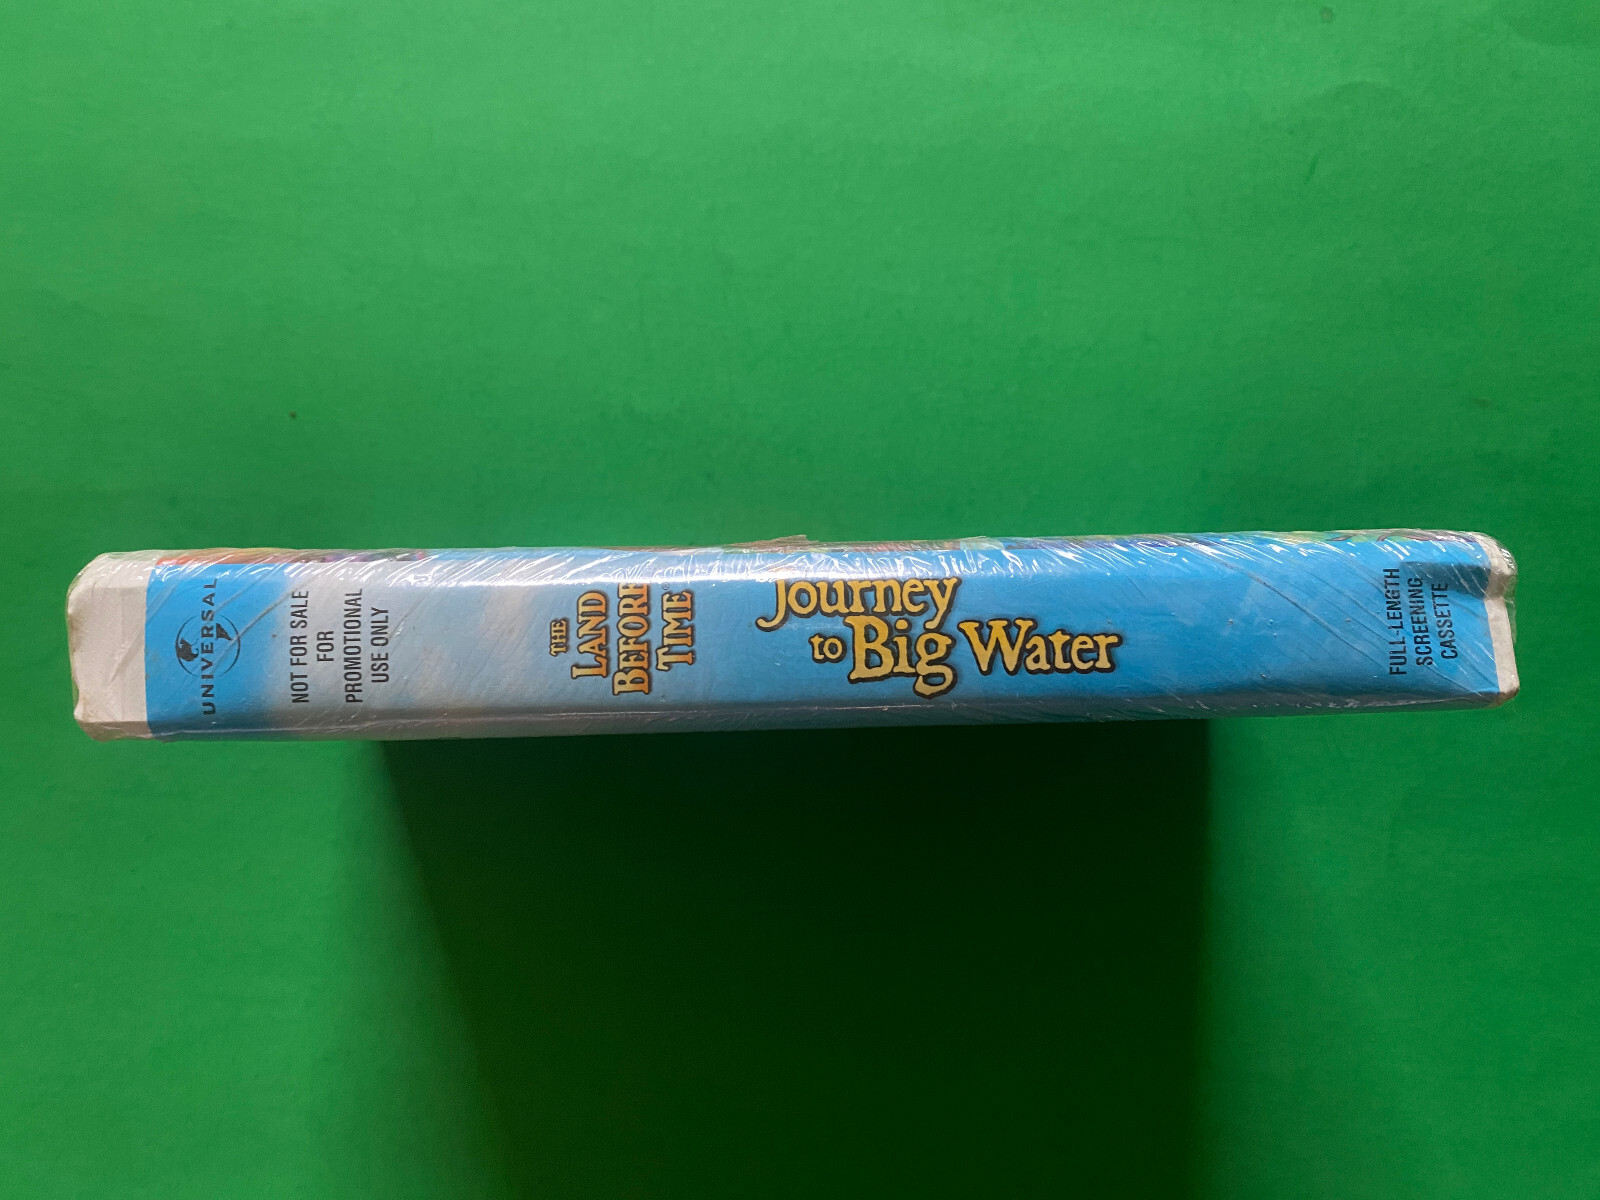 UNIVERSAL
NOT FOR SALE
FOR
PROMOTIONAL
USE ONLY
THE
LAND
BEFORE
TIME
Journey
to Big Water
FULL-LENGTH
SCREENING
CASSETTE